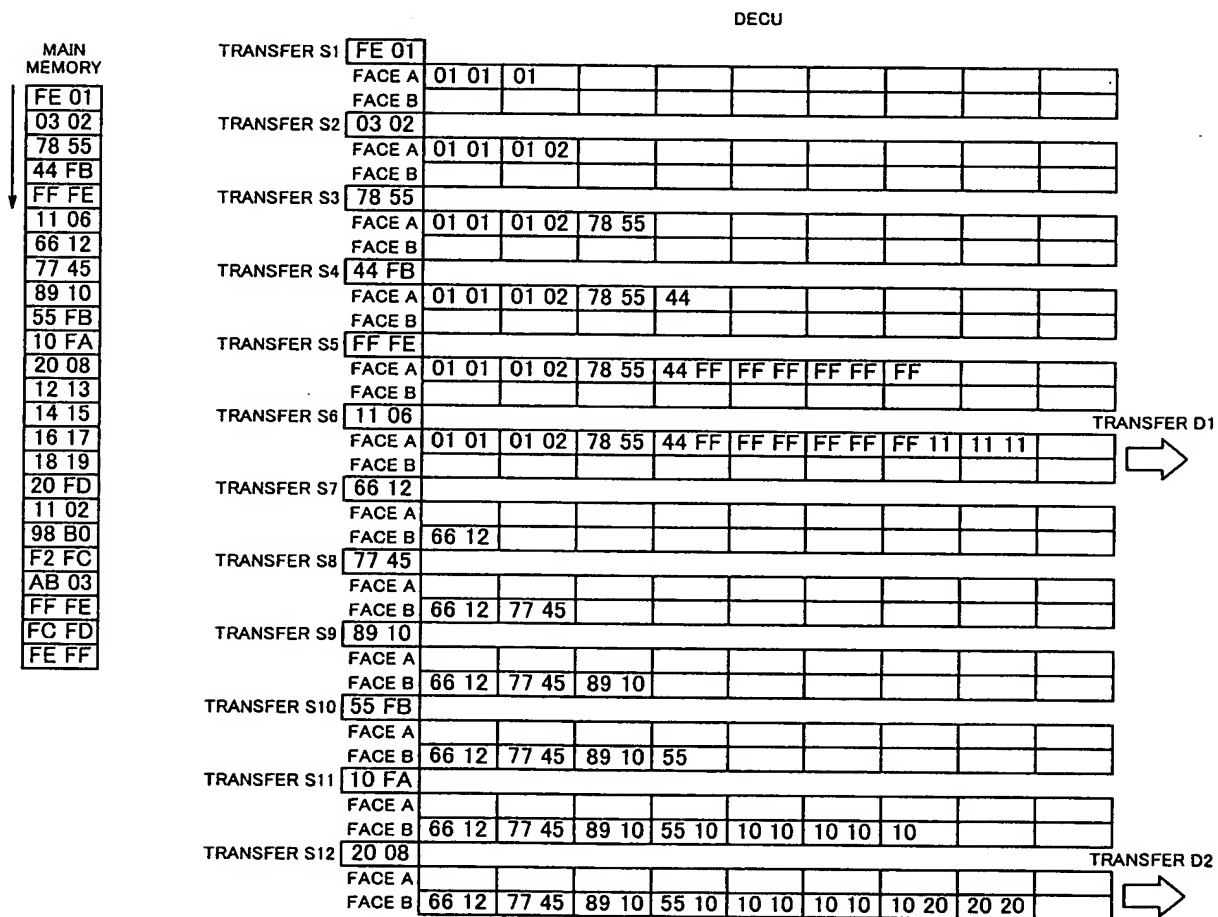 DECU
MAIN
MEMORY
FE 01
03 02
78 55
44 FB
FF FE
11 06
66 12
77 45
89 10
55 FB
10 FA
20 08
12 13
14 15
16 17
18 19
20 FD
11 02
98 B0
F2 FC
AB 03
FF FE
FC FD
FE FF
TRANSFER S1 FE 01
FACE A 01 01 01
FACE B
TRANSFER S2 03 02
FACE A 01 01 01 02
FACE B
TRANSFER S3 78 55
FACE A 01 01 01 02 78 55
FACE B
TRANSFER S4 44 FB
FACE A 01 01 01 02 78 55 44
FACE B
TRANSFER S5 FF FE
FACE A 01 01 01 02 78 55 44 FF FF FF FF FF FF
FACE B
TRANSFER S6 11 06
FACE A 01 01 01 02 78 55 44 FF FF FF FF FF FF 11 11 11
FACE B
TRANSFER D1
TRANSFER S7 66 12
FACE A
FACE B 66 12
TRANSFER S8 77 45
FACE A
FACE B 66 12 77 45
TRANSFER S9 89 10
FACE A
FACE B 66 12 77 45 89 10
TRANSFER S10 55 FB
FACE A
FACE B 66 12 77 45 89 10 55
TRANSFER S11 10 FA
FACE A
FACE B 66 12 77 45 89 10 55 10 10 10 10 10 10
TRANSFER S12 20 08
FACE A
FACE B 66 12 77 45 89 10 55 10 10 10 10 10 10 20 20 20
TRANSFER D2